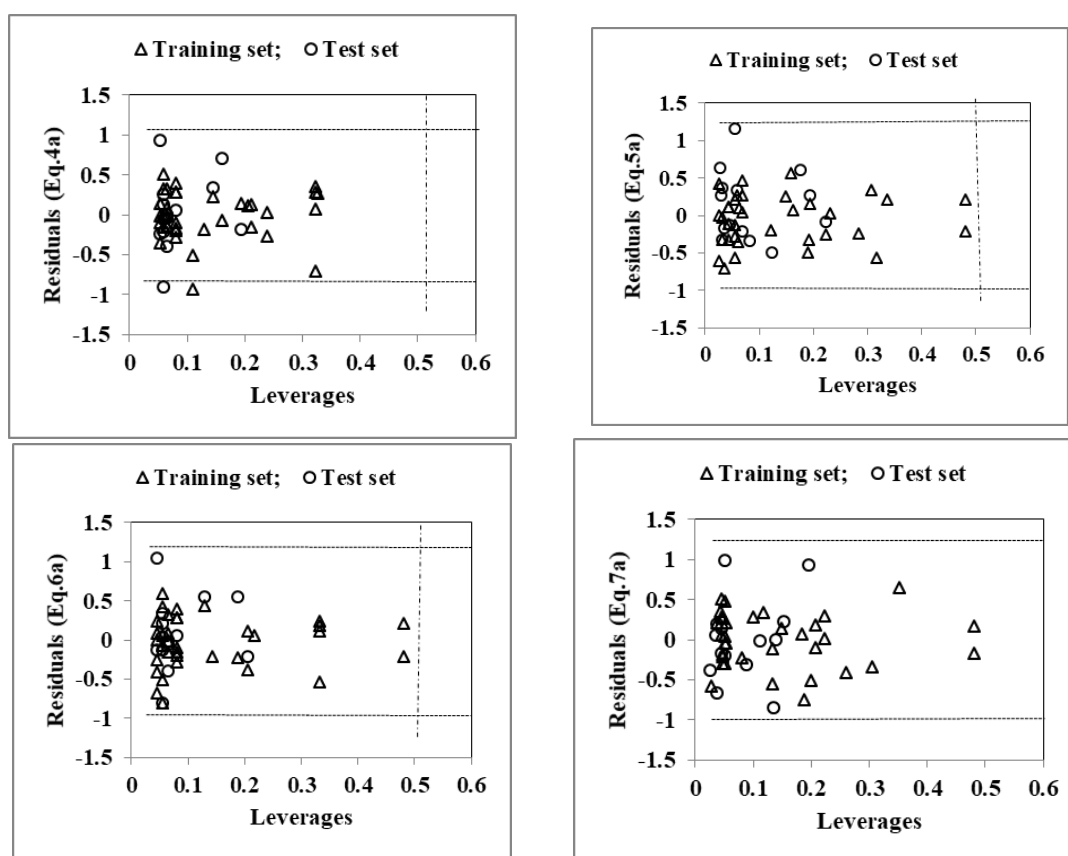 Training set; Test set
Residuals (Eq.4a)
1.5
1
0.5
0
-0.5
-1
-1.5
0 0.1 0.2 0.3 0.4 0.5 0.6
Leverages
Training set; Test set
Residuals (Eq.5a)
1.5
1
0.5
0
-0.5
-1
-1.5
0 0.1 0.2 0.3 0.4 0.5 0.6
Leverages
Training set; Test set
Residuals (Eq.6a)
1.5
1
0.5
0
-0.5
-1
-1.5
0 0.1 0.2 0.3 0.4 0.5 0.6
Leverages
Training set; Test set
Residuals (Eq.7a)
1.5
1
0.5
0
-0.5
-1
-1.5
0.0 0.1 0.2 0.3 0.4 0.5 0.6
Leverages